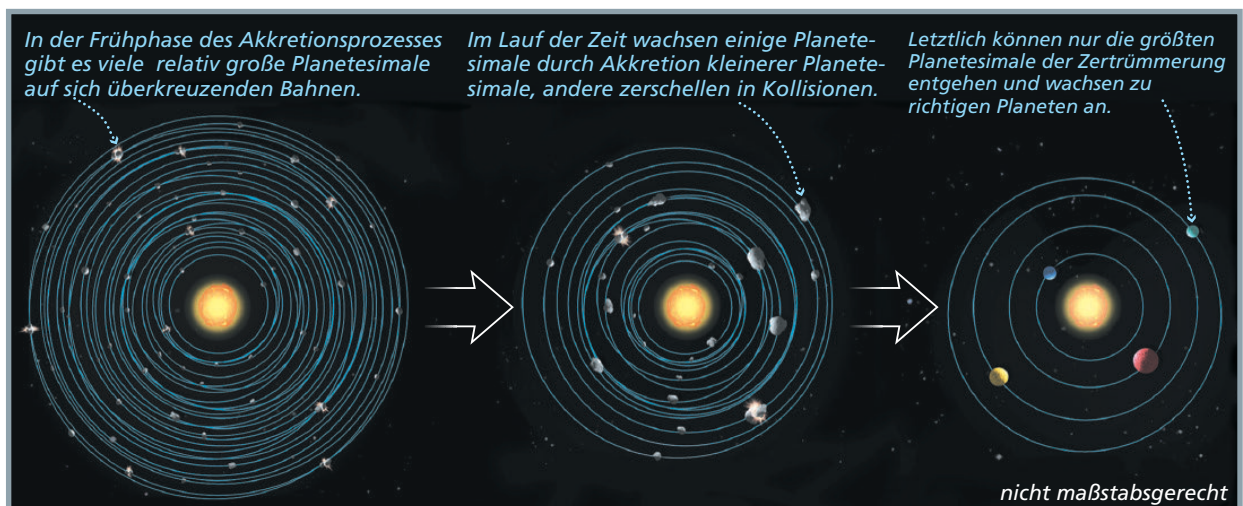 In der Frühphase des Akkretionsprozesses
gibt es viele relativ große Planetesimale
auf sich überkreuzenden Bahnen.
Im Lauf der Zeit wachsen einige Planete-
simale durch Akkretion kleinerer Planete-
simale, andere zerschellen in Kollisionen.
Letztlich können nur die größten
Planetesimale der Zertrümmerung
entgehen und wachsen zu
richtigen Planeten an.
nicht maßstabsgerecht